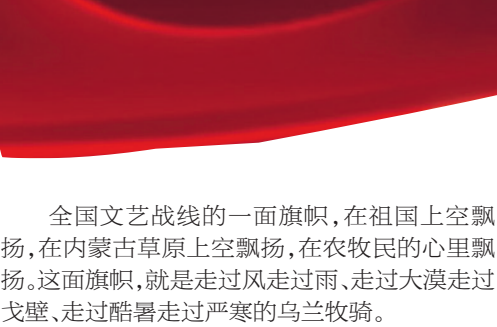 全国文艺战线的一面旗帜,在祖国上空飘
扬,在内蒙古草原上空飘扬,在农牧民的心里飘
扬。这面旗帜,就是走过风走过雨、走过大漠走过
戈壁、走过酷暑走过严寒的乌兰牧骑。